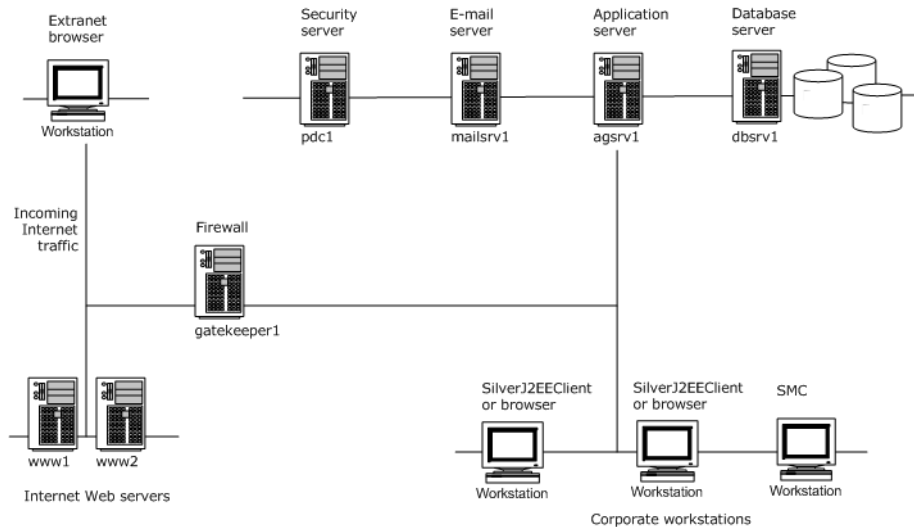 Extranet
browser
Security
server
E-mail
server
Application
server
Database
server
Workstation
pdc1
mailsrv1
agsrv1
dbsrv1
Incoming
Internet
traffic
Firewall
gatekeeper1
SilverJ2EEClient
or browser
SilverJ2EEClient
or browser
SMC
www1
www2
Workstation
Workstation
Workstation
Internet Web servers
Corporate workstations